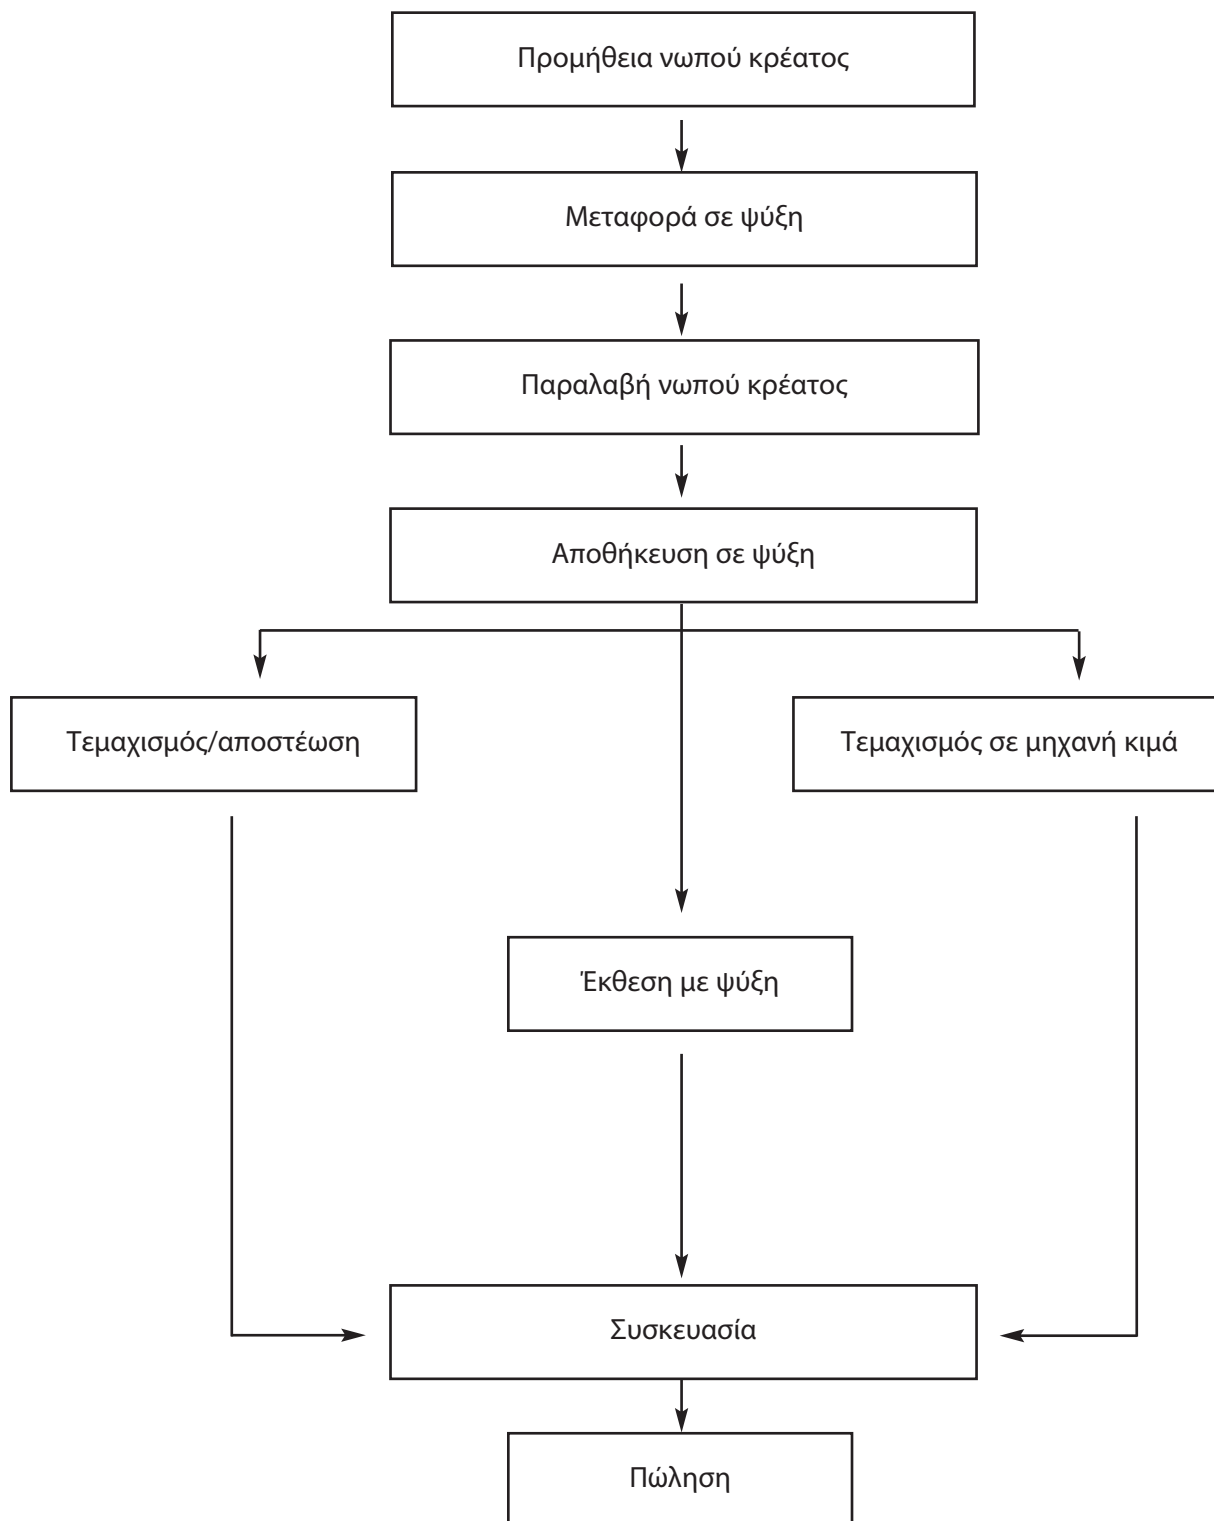 Προμήθεια νωπού κρέατος
Μεταφορά σε ψύξη
Παραλαβή νωπού κρέατος
Αποθήκευση σε ψύξη
Τεμαχισμός/αποστέωση
Τεμαχισμός σε μηχανή κιμά
Έκθεση με ψύξη
Συσκευασία
Πώληση